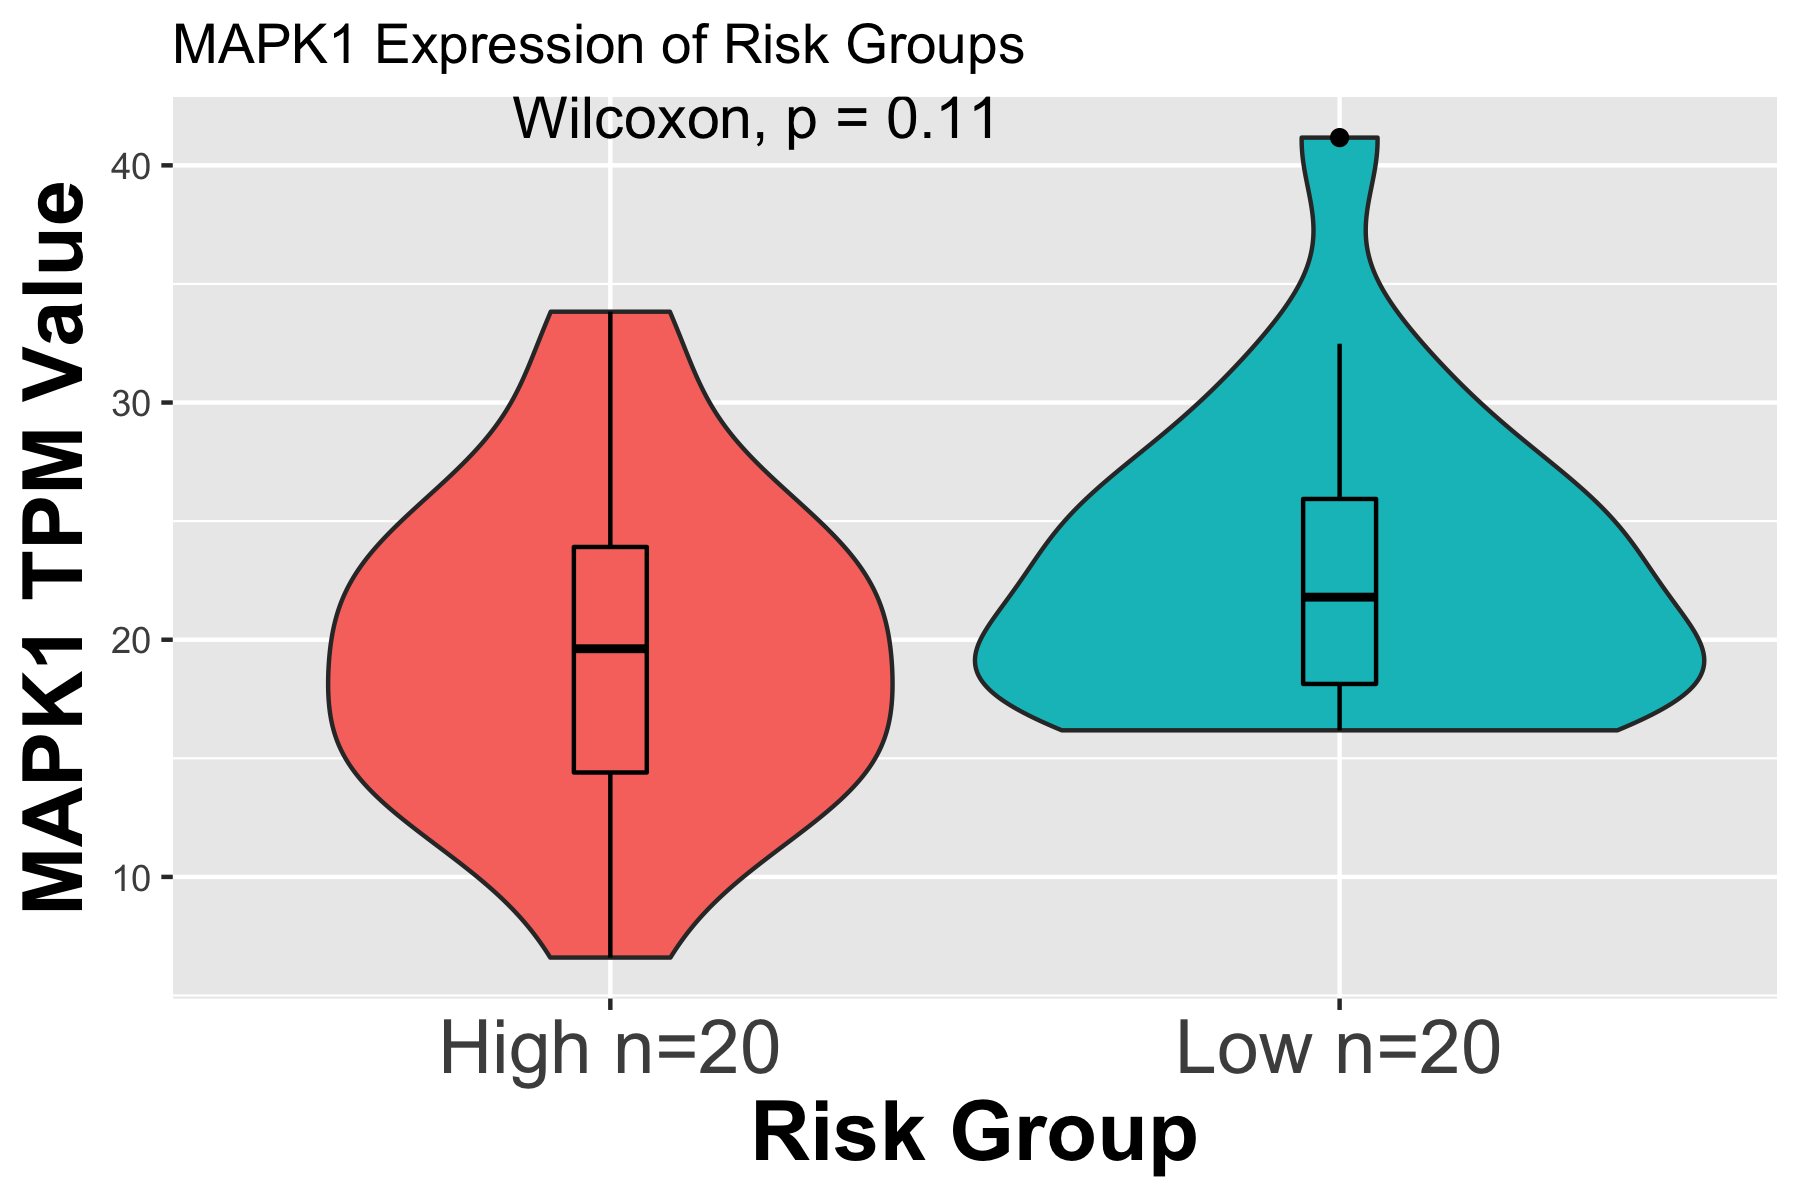 MAPK1 Expression of Risk Groups
Wilcoxon, p = 0.11
MAPK1 TPM Value
40
30
20
10
High n=20
Low n=20
Risk Group